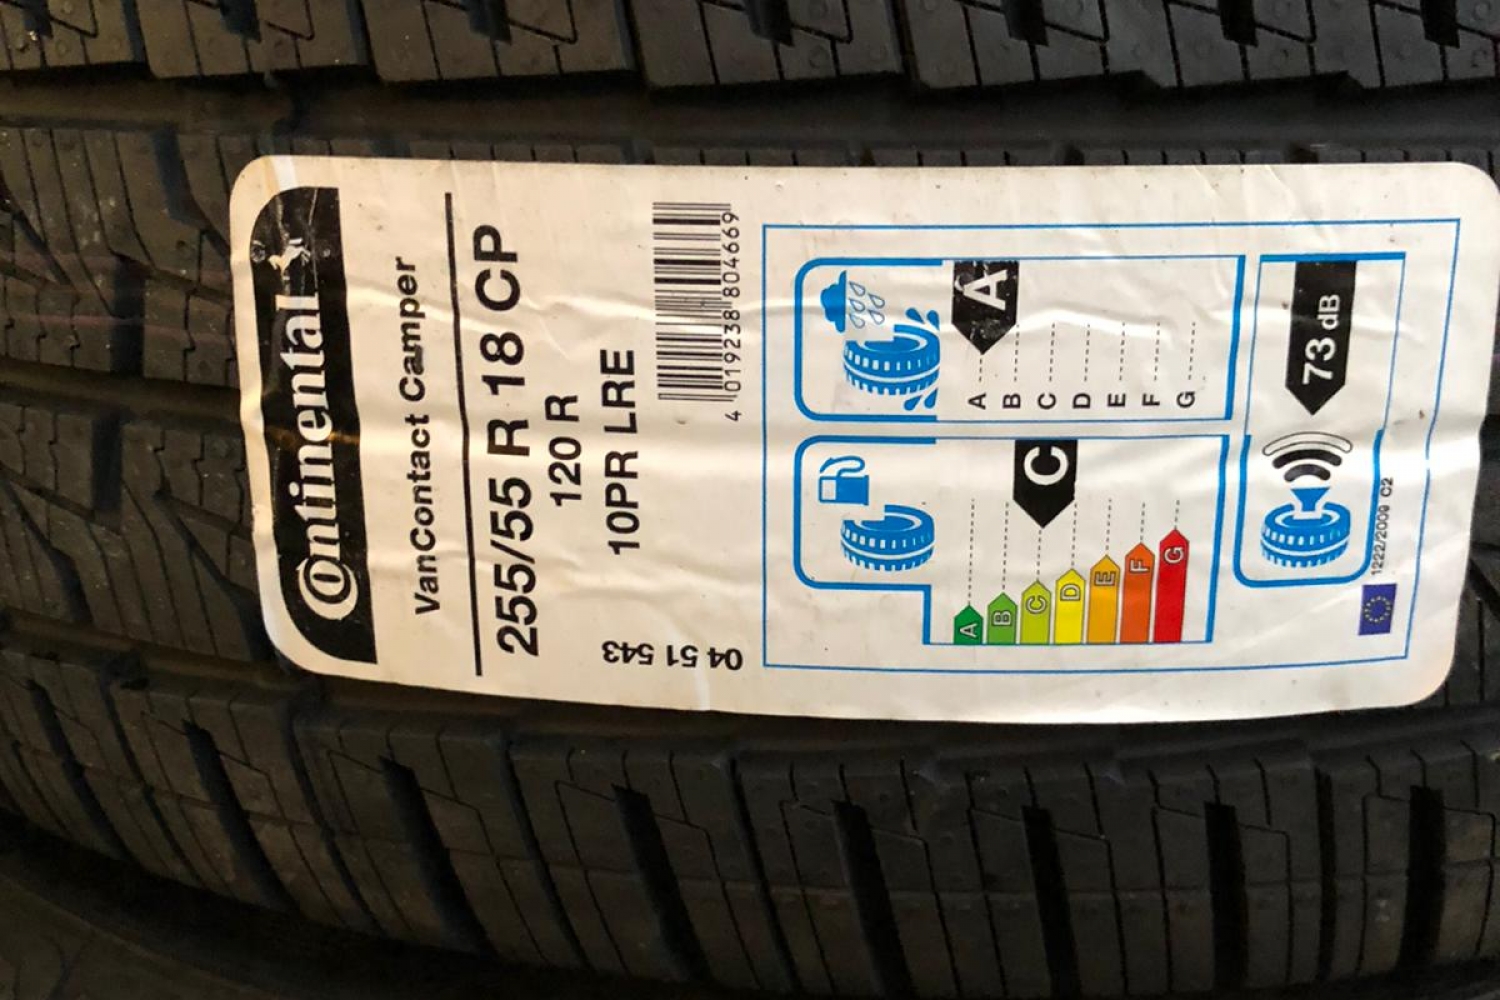 Continental
VanContact Camper
255/55 R 18 CP
120 R
10PR LRE
4 019238 804669
04 51 543
A
B
C
D
E
F
G
C
A
B
C
D
E
F
G
A
73 dB
1222/2009 C2